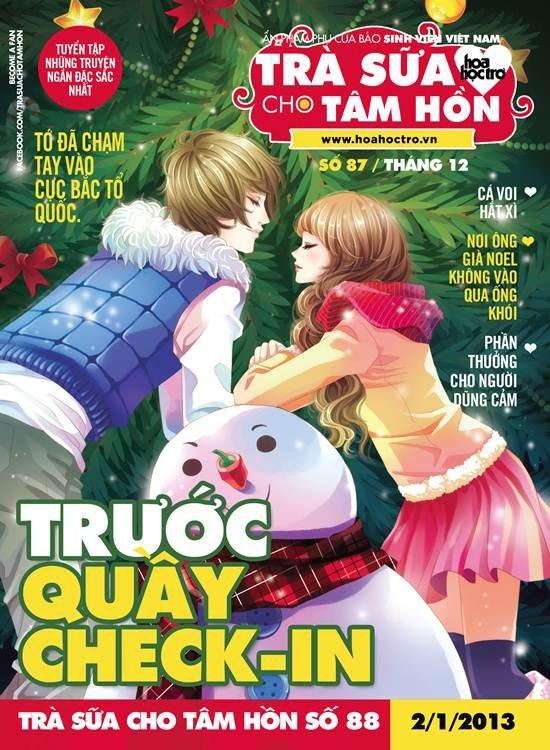 BECOME A FAN
FACEBOOK.COM/TRASUACHOTAMHON
TUYỂN TẬP
NHỮNG TRUYỆN
NGẮN ĐẶC SẮC
NHẤT
ẤN PHẨM PHỤ CỦA BÁO SINH VIÊN VIỆT NAM
TRÀ SỮA
hoa
học trò
CHO TÂM HỒN
www.hoahoctro.vn
SỐ 87 / THÁNG 12
TỚ ĐÃ CHẠM
TAY VÀO
CỰC BẮC TỔ
QUỐC.
CÁ VOI
HẮT XÌ
NƠI ÔNG
GIÀ NOEL
KHÔNG VÀO
QUA ỐNG
KHÓI
PHẦN
THƯỞNG
CHO NGƯỜI
DŨNG CẢM
TRƯỚC
QUẦY
CHECK-IN
TRÀ SỮA CHO TÂM HỒN SỐ 88
2/1/2013